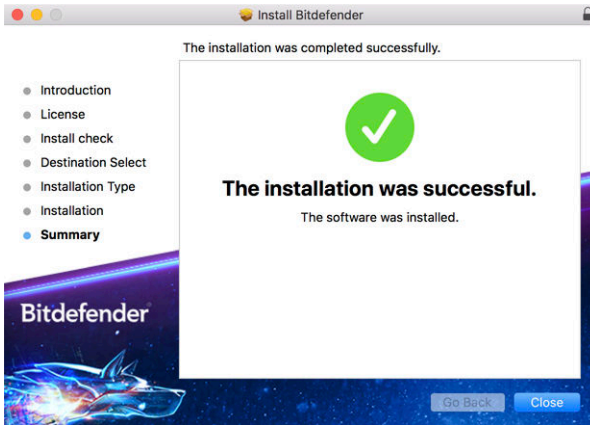 Install Bitdefender
The installation was completed successfully.
Introduction
License
Install check
Destination Select
Installation Type
Installation
Summary
The installation was successful.
The software was installed.
Bitdefender
Go Back
Close